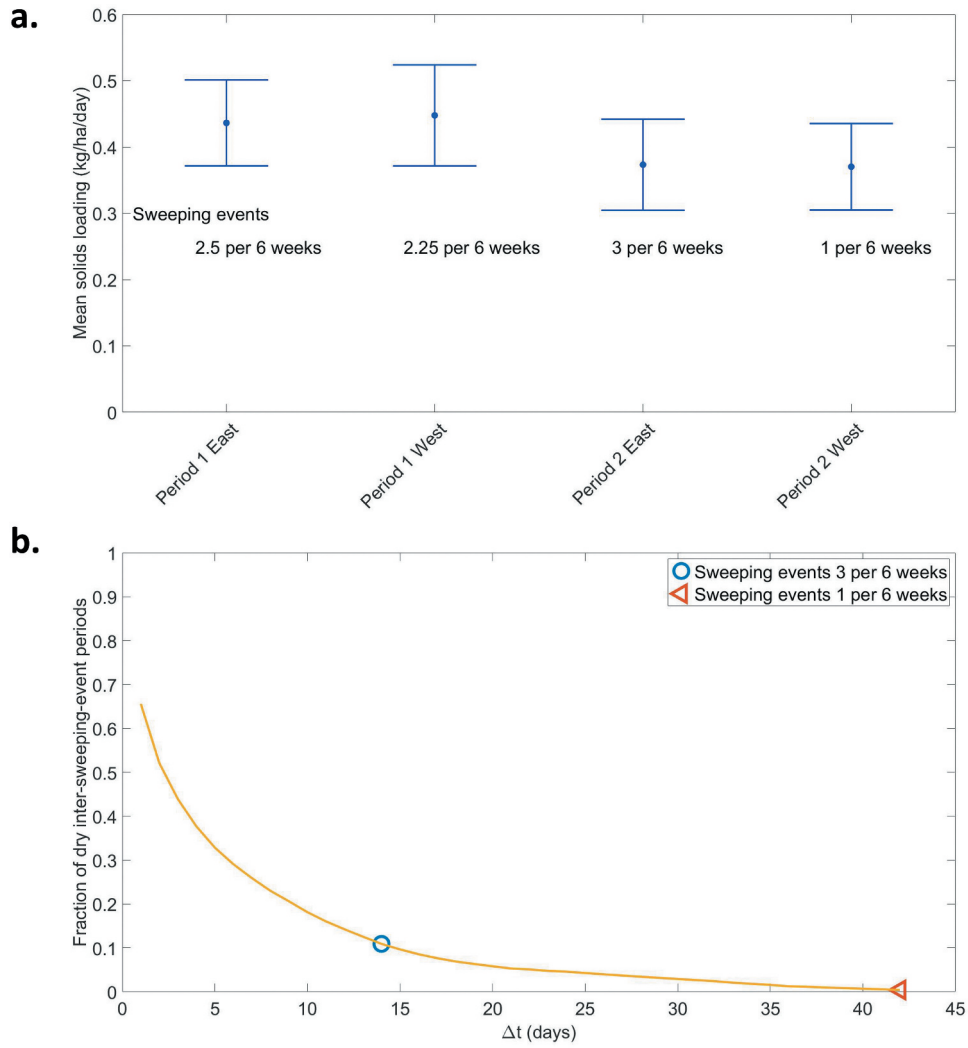 a.
Mean solids loading (kg/ha/day)
0.6
0.5
0.4
0.3
0.2
0.1
0
Sweeping events
2.5 per 6 weeks
2.25 per 6 weeks
3 per 6 weeks
1 per 6 weeks
Period 1 East
Period 1 West
Period 2 East
Period 2 West
b.
Fraction of dry inter-sweeping-event periods
1
0.9
0.8
0.7
0.6
0.5
0.4
0.3
0.2
0.1
0
Sweeping events 3 per 6 weeks
Sweeping events 1 per 6 weeks
0 5 10 15 20 25 30 35 40 45
Δt (days)